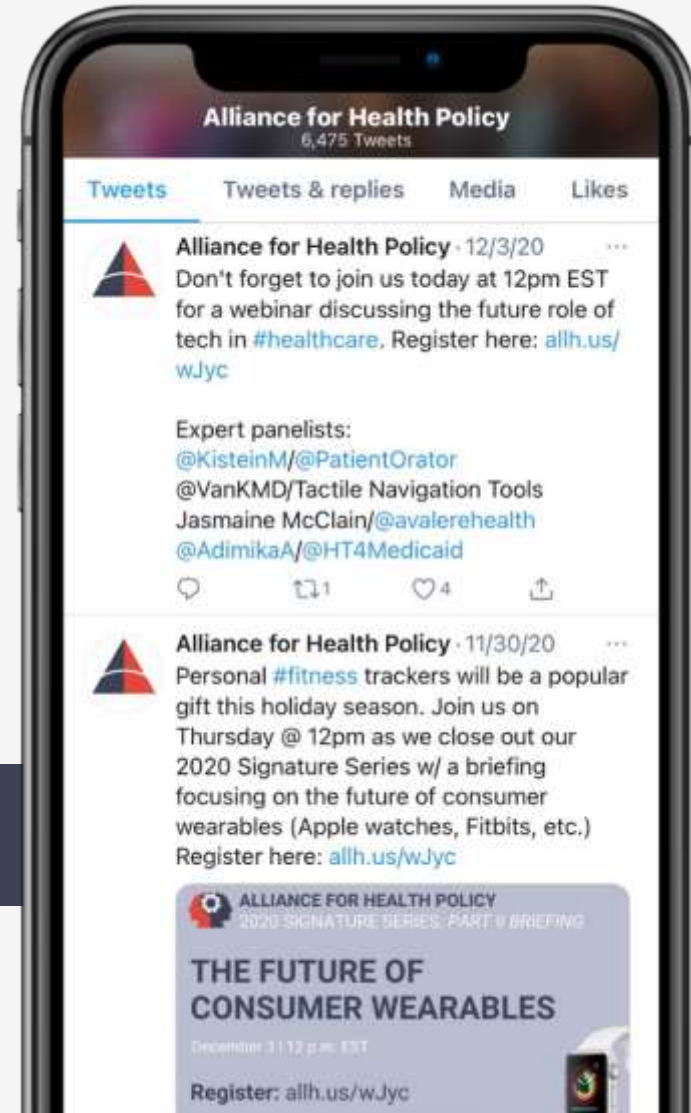 Alliance for Health Policy
6,475 Tweets
Tweets Tweets & replies Media Likes
Alliance for Health Policy · 12/3/20 ...
Don't forget to join us today at 12pm EST
for a webinar discussing the future role of
tech in #healthcare. Register here: allh.us/
wJyc
Expert panelists:
@KisteinM/@PatientOrator
@VanKMD/Tactile Navigation Tools
Jasmaine McClain/@avalerehealth
@AdimikaA/@HT4Medicaid
1 4
Alliance for Health Policy · 11/30/20 ...
Personal #fitness trackers will be a popular
gift this holiday season. Join us on
Thursday @ 12pm as we close out our
2020 Signature Series w/ a briefing
focusing on the future of consumer
wearables (Apple watches, Fitbits, etc.)
Register here: allh.us/wJyc
ALLIANCE FOR HEALTH POLICY
2020 SIGNATURE SERIES: PART II BRIEFING
THE FUTURE OF
CONSUMER WEARABLES
December 3 | 12 p.m. EST
Register: allh.us/wJyc